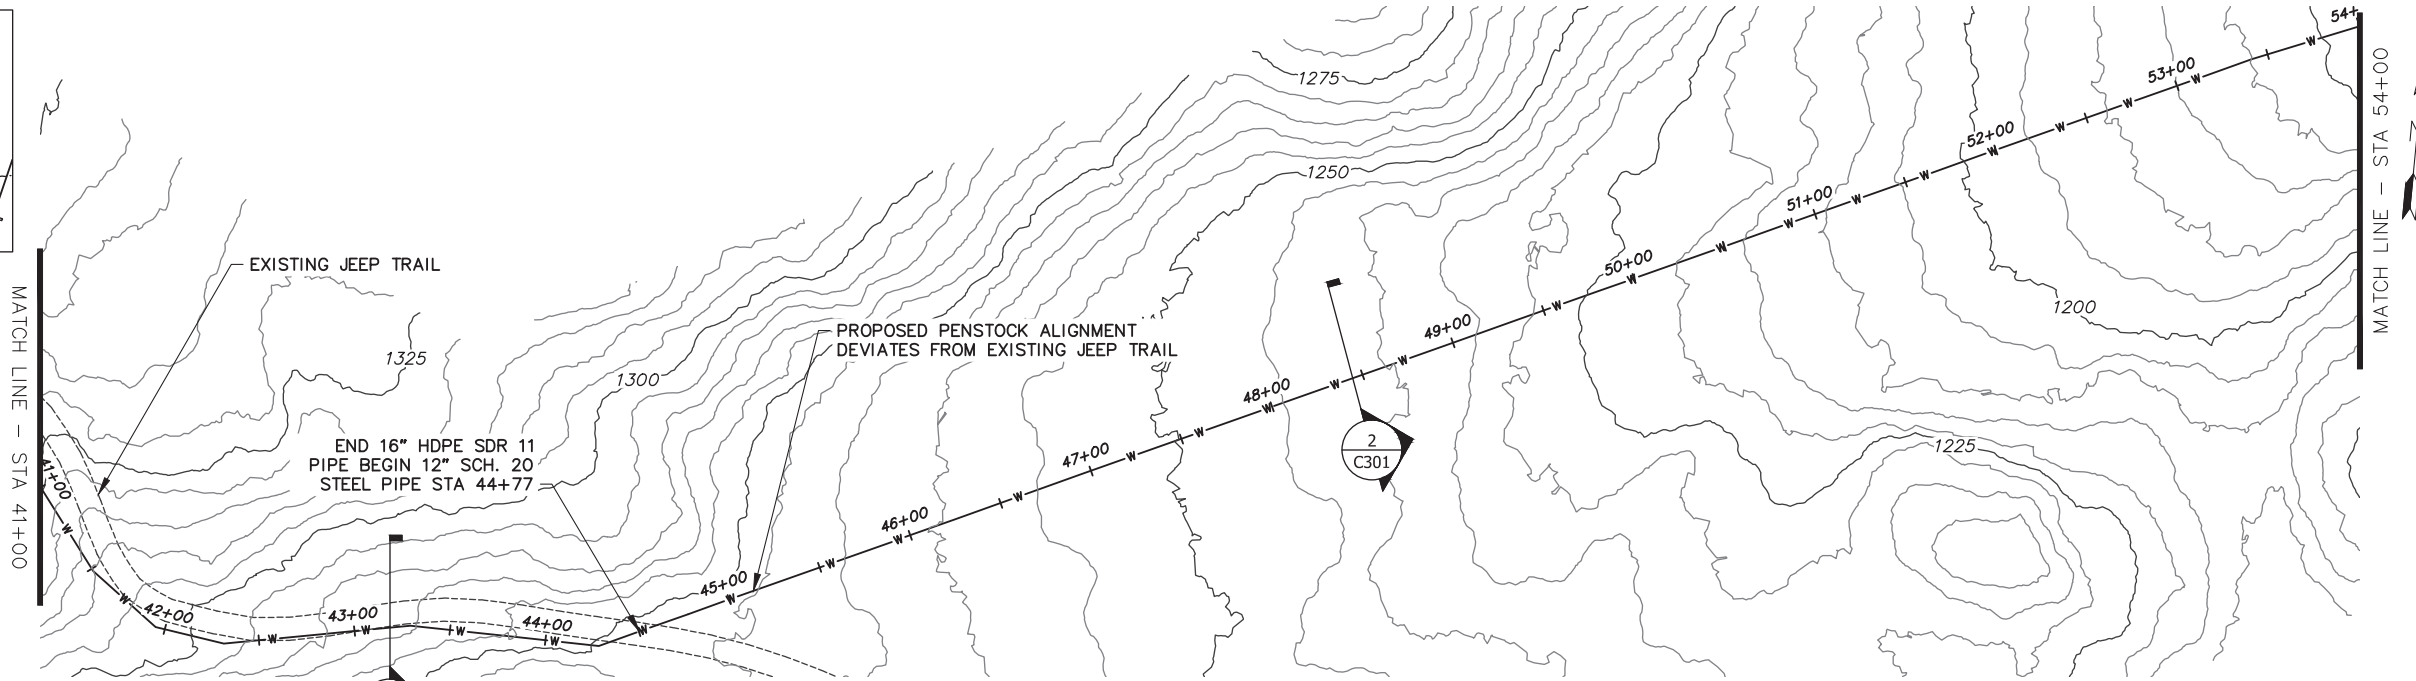 54+
53+00
1275
52+00
1250
51+00
50+00
EXISTING JEEP TRAIL
1200
49+00
PROPOSED PENSTOCK ALIGNMENT
DEVIATES FROM EXISTING JEEP TRAIL
1325
1300
48+00
END 16" HDPE SDR 11
PIPE BEGIN 12" SCH. 20
STEEL PIPE STA 44+77
2
C301
1225
47+00
41+00
46+00
45+00
42+00
43+00
44+00
W W W W W W W W W W W W W W W W W W W W W W W W W W W
MATCH LINE - STA 41+00
MATCH LINE - STA 54+00